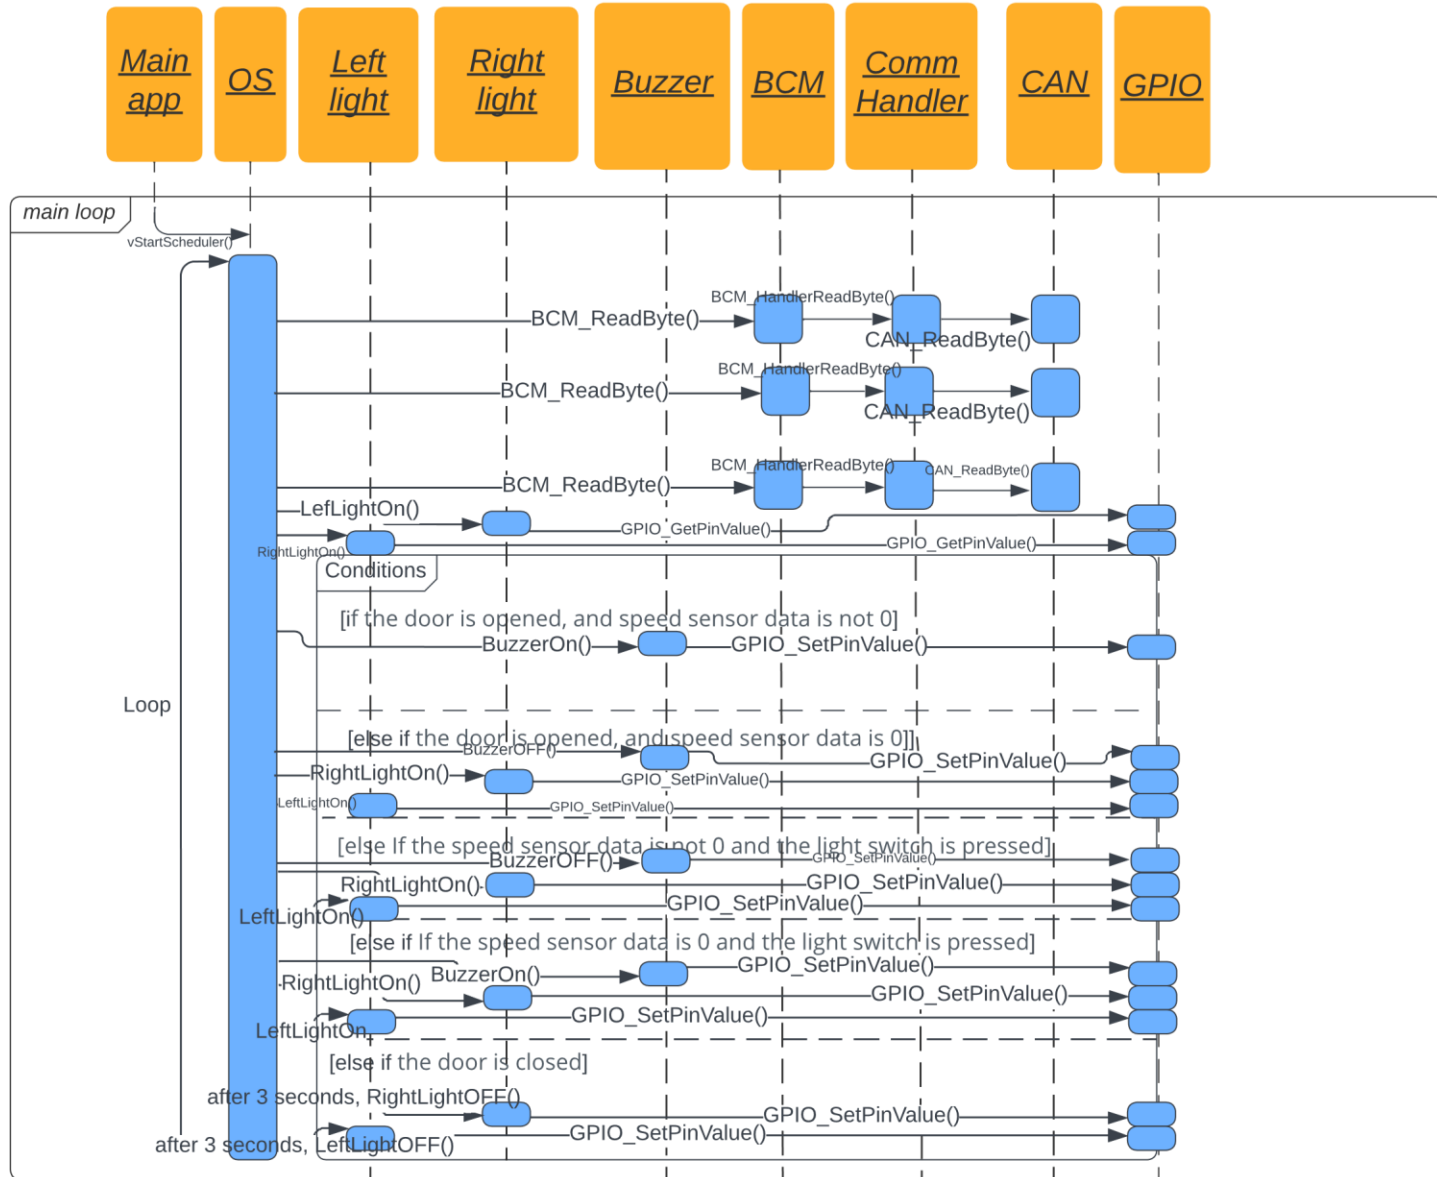 Main
app
OS
Left
light
Right
light
Buzzer
BCM
Comm
Handler
CAN
GPIO
main loop
vStartScheduler()
BCM_HandlerReadByte()
BCM_ReadByte()
CAN_ReadByte()
BCM_HandlerReadByte()
BCM_ReadByte()
CAN_ReadByte()
BCM_HandlerReadByte()
CAN_ReadByte()
BCM_ReadByte()
LefLightOn()
GPIO_GetPinValue()
RightLightOn()
GPIO_GetPinValue()
Conditions
[if the door is opened, and speed sensor data is not 0]
BuzzerOn()
GPIO_SetPinValue()
Loop
[else if the door is opened, and speed sensor data is 0]]
BuzzerOFF()
GPIO_SetPinValue()
RightLightOn()
GPIO_SetPinValue()
LeftLightOn()
GPIO_SetPinValue()
[else If the speed sensor data is not 0 and the light switch is pressed]
BuzzerOFF()
GPIO_SetPinValue()
RightLightOn()
GPIO_SetPinValue()
LeftLightOn()
GPIO_SetPinValue()
[else if If the speed sensor data is 0 and the light switch is pressed]
BuzzerOn()
GPIO_SetPinValue()
RightLightOn()
GPIO_SetPinValue()
LeftLightOn
GPIO_SetPinValue()
[else if the door is closed]
after 3 seconds, RightLightOFF()
GPIO_SetPinValue()
after 3 seconds, LeftLightOFF()
GPIO_SetPinValue()